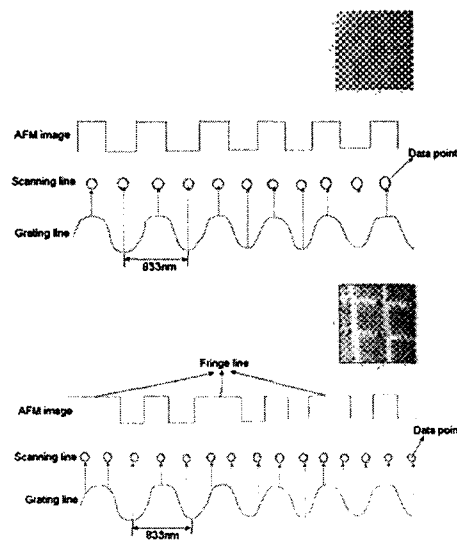 AFM image
Scanning line
Data point
Grating line
833nm
Fringe line
AFM image
Data point
Scanning line
Grating line
833nm